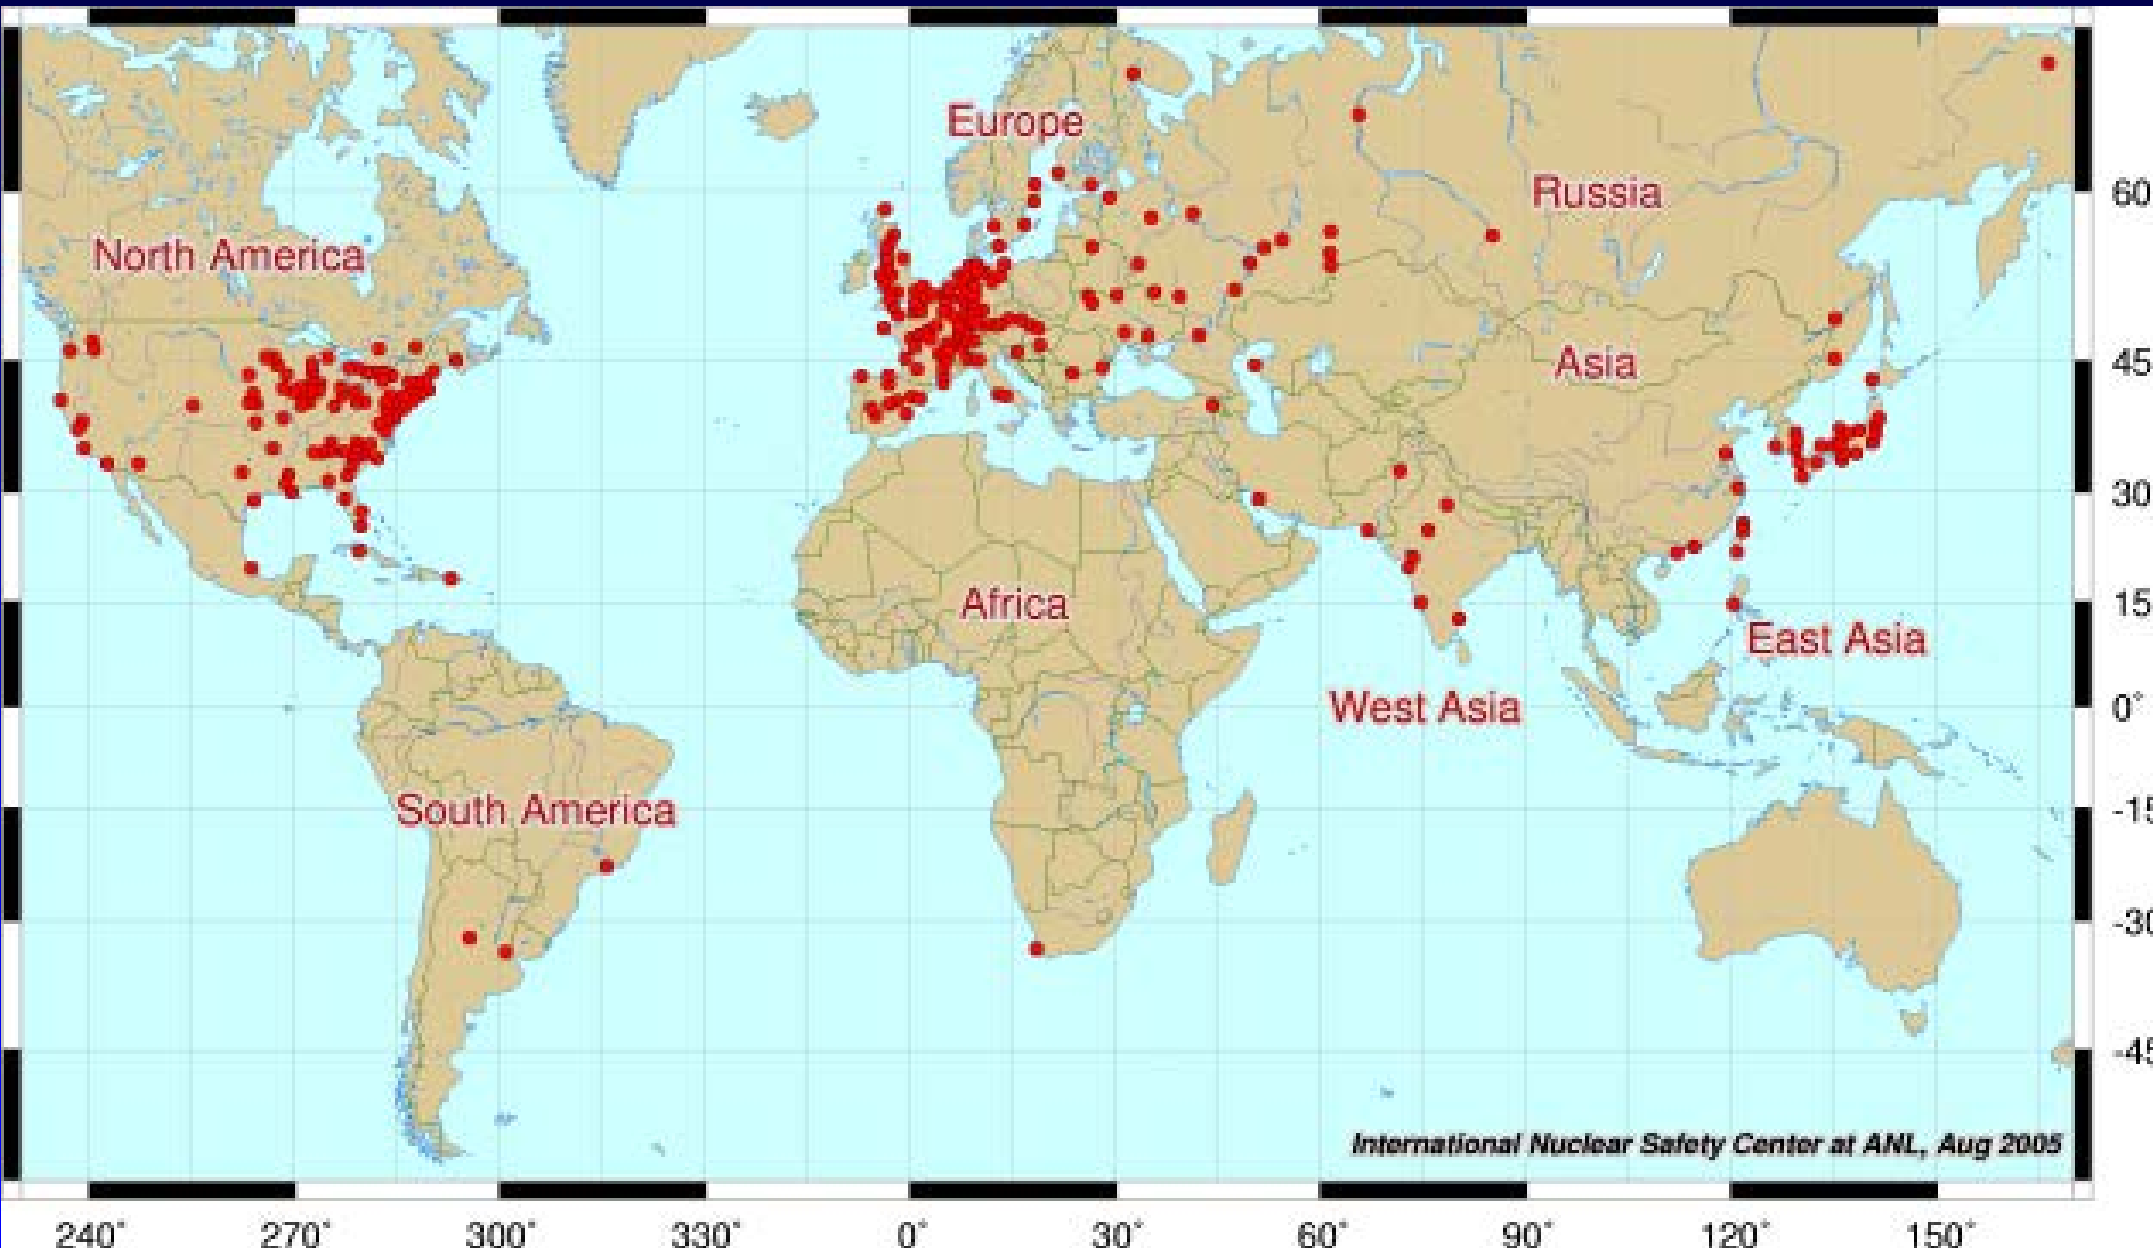 Europe
Russia
North America
60
Asia
45
30
Africa
15
East Asia
West Asia
0°
South America
-15
-30
-45
International Nuclear Safety Center at ANL, Aug 2005
240° 270° 300° 330° 0° 30° 60° 90° 120° 150°